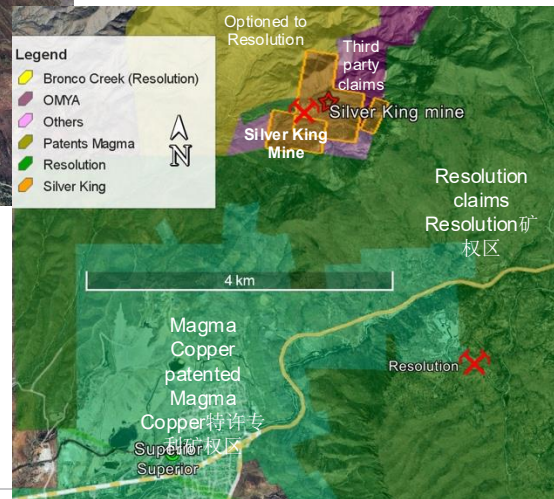 Optioned to
Resolution
Legend
Bronco Creek (Resolution)
OMYA
Others
Patents Magma
Resolution
Silver King
N
Third
party
claims
Silver King mine
Silver King
Mine
Resolution
claims
Resolution矿
权区
4 km
Magma
Copper
patented
Magma
Copper特许专
利矿权区
Resolution
Superior
Superior